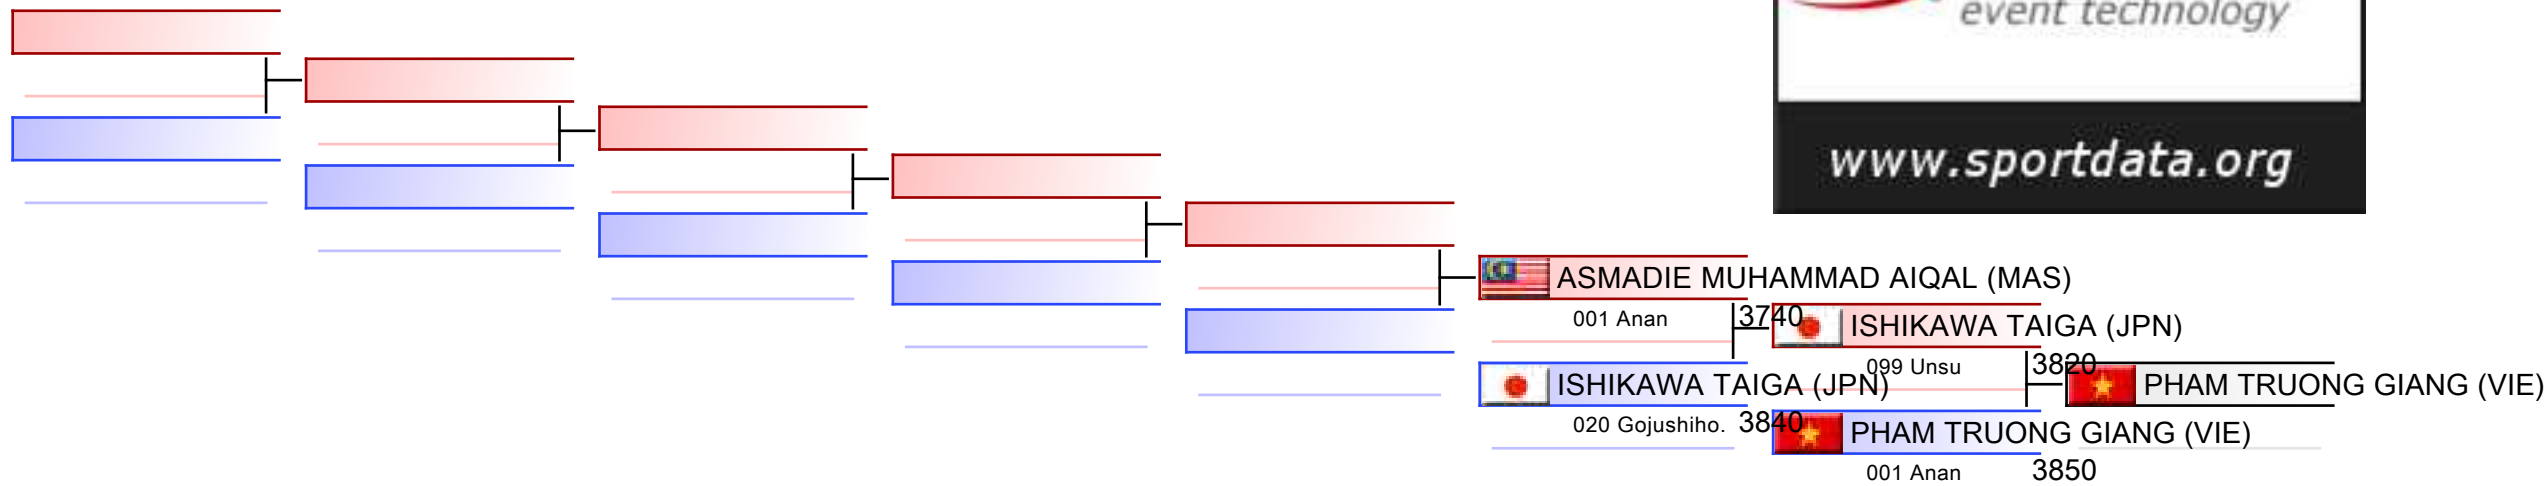 event technology
www.sportdata.org
ASMADIE MUHAMMAD AIQAL (MAS)
001 Anan 3740
ISHIKAWA TAIGA (JPN)
099 Unsu 3820
ISHIKAWA TAIGA (JPN)
020 Gojushiho. 3840
PHAM TRUONG GIANG (VIE)
PHAM TRUONG GIANG (VIE)
001 Anan 3850